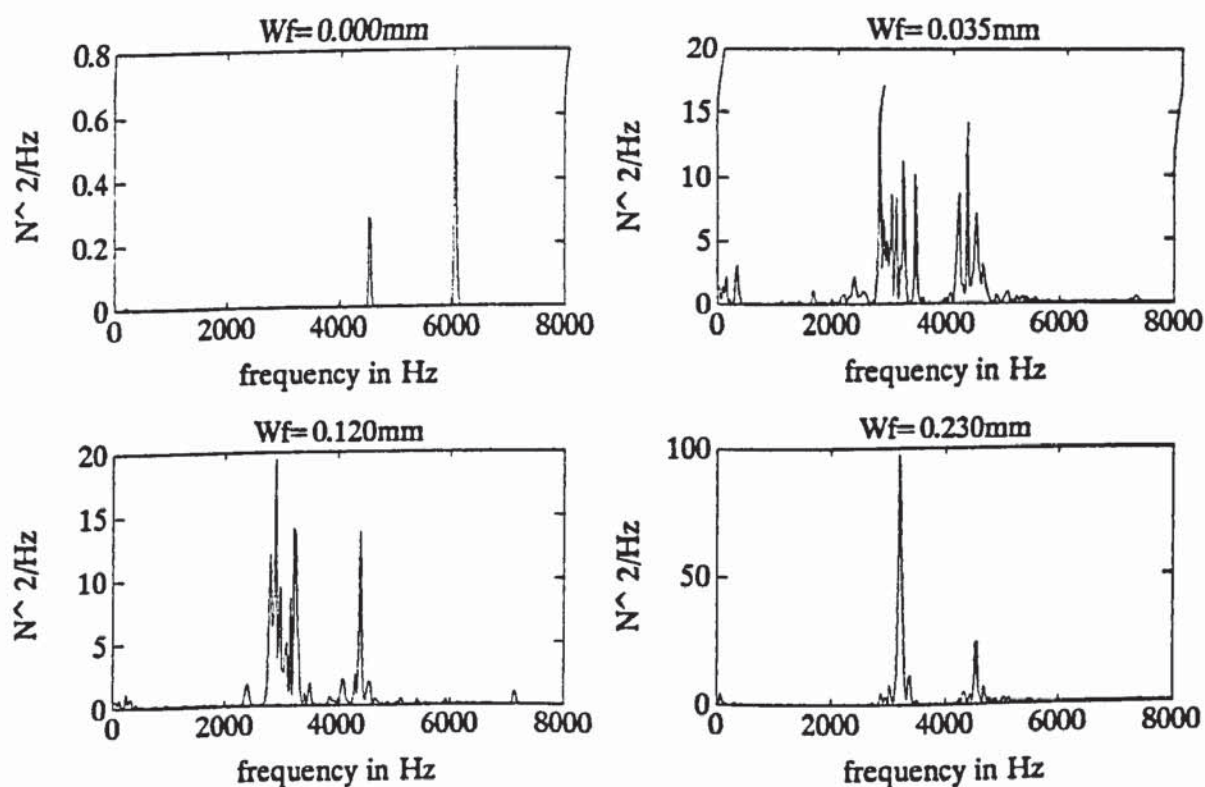 Wf= 0.000mm
0.8
0.6
0.4
0.2
0
N^ 2/Hz
0 2000 4000 6000 8000
frequency in Hz
Wf= 0.035mm
20
15
10
5
0
N^ 2/Hz
0 2000 4000 6000 8000
frequency in Hz
Wf= 0.120mm
20
15
10
5
0
N^ 2/Hz
0 2000 4000 6000 8000
frequency in Hz
Wf= 0.230mm
100
50
0
N^ 2/Hz
0 2000 4000 6000 8000
frequency in Hz